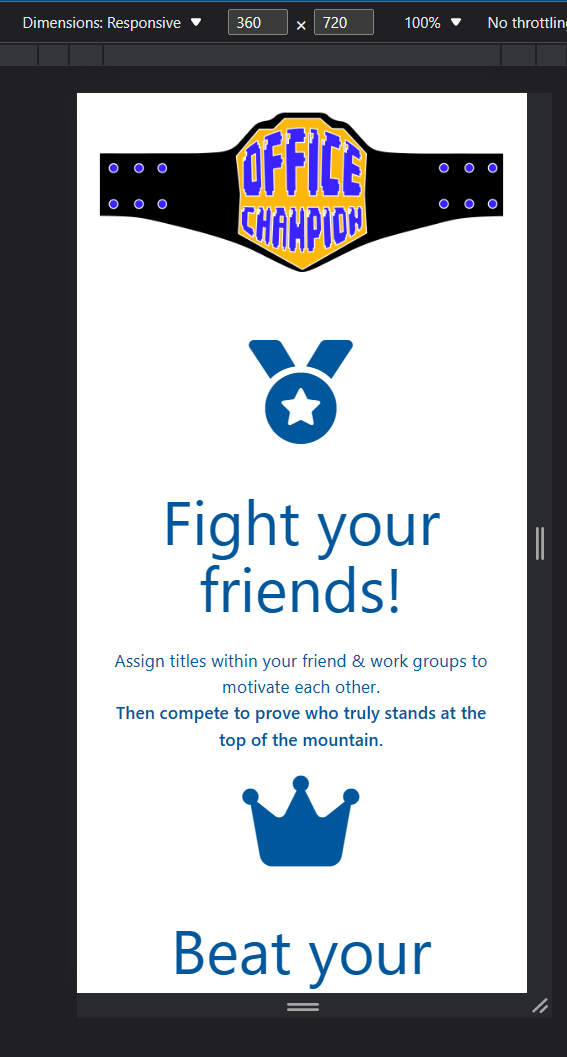 Dimensions: Responsive 360 × 720 100% No throttlin
OFFICE
CHAMPION
Fight your
friends!
Assign titles within your friend & work groups to
motivate each other.
Then compete to prove who truly stands at the
top of the mountain.
Beat your